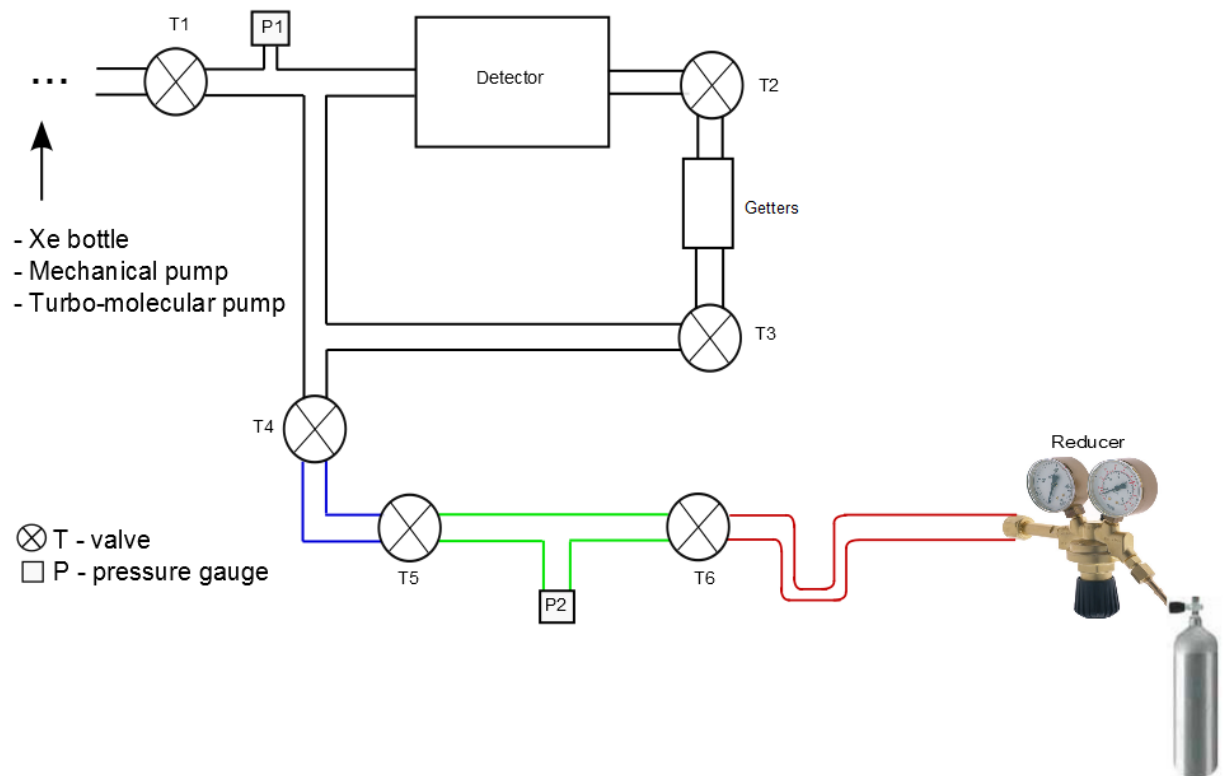 T1
P1
...
Detector
T2
Getters
- Xe bottle
- Mechanical pump
- Turbo-molecular pump
T3
T4
Reducer
T - valve
P - pressure gauge
T5
T6
P2